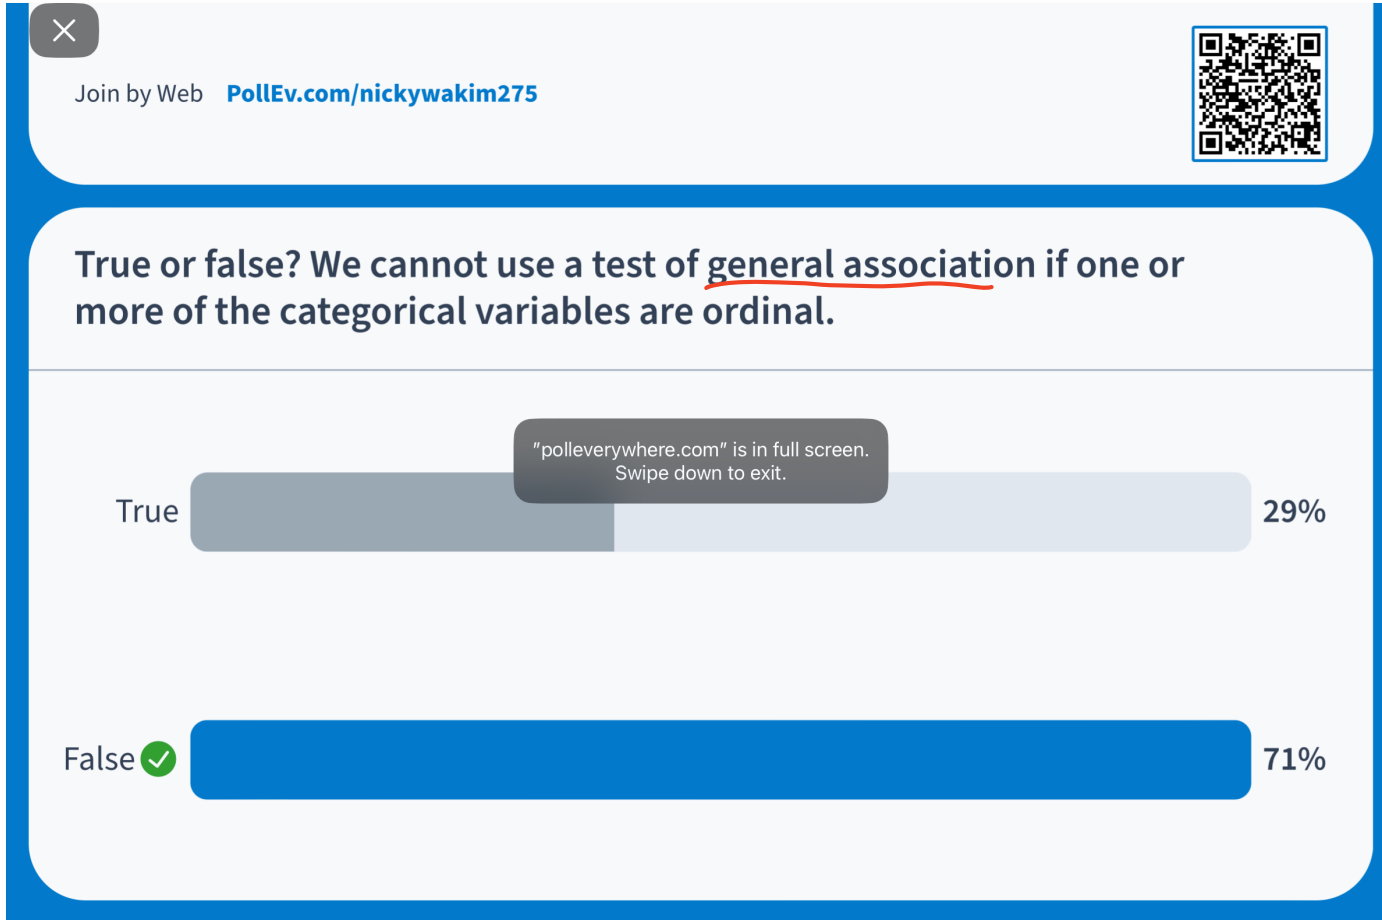 Join by Web PollEv.com/nickywakim275
True or false? We cannot use a test of general association if one or
more of the categorical variables are ordinal.
"polleverywhere.com" is in full screen.
Swipe down to exit.
True 29%
False 71%